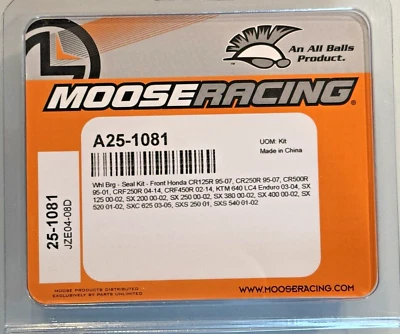 An All Balls
Product.
MOOSE RACING®
A25-1081
UOM: Kit
Made in China
Whl Brg - Seal Kit - Front Honda CR125R 95-07, CR250R 95-07, CR500R
95-01, CRF250R 04-14, CRF450R 02-14, KTM 640 LC4 Enduro 03-04, SX
125 00-02, SX 200 00-02, SX 250 00-02, SX 380 00-02, SX 400 00-02, SX
520 01-02, SXC 625 03-05, SXS 250 01, SXS 540 01-02
25-1081
JZE04-08D
MOOSE PRODUCTS DISTRIBUTED
EXCLUSIVELY BY PARTS UNLIMITED
WWW.MOOSERACING.COM